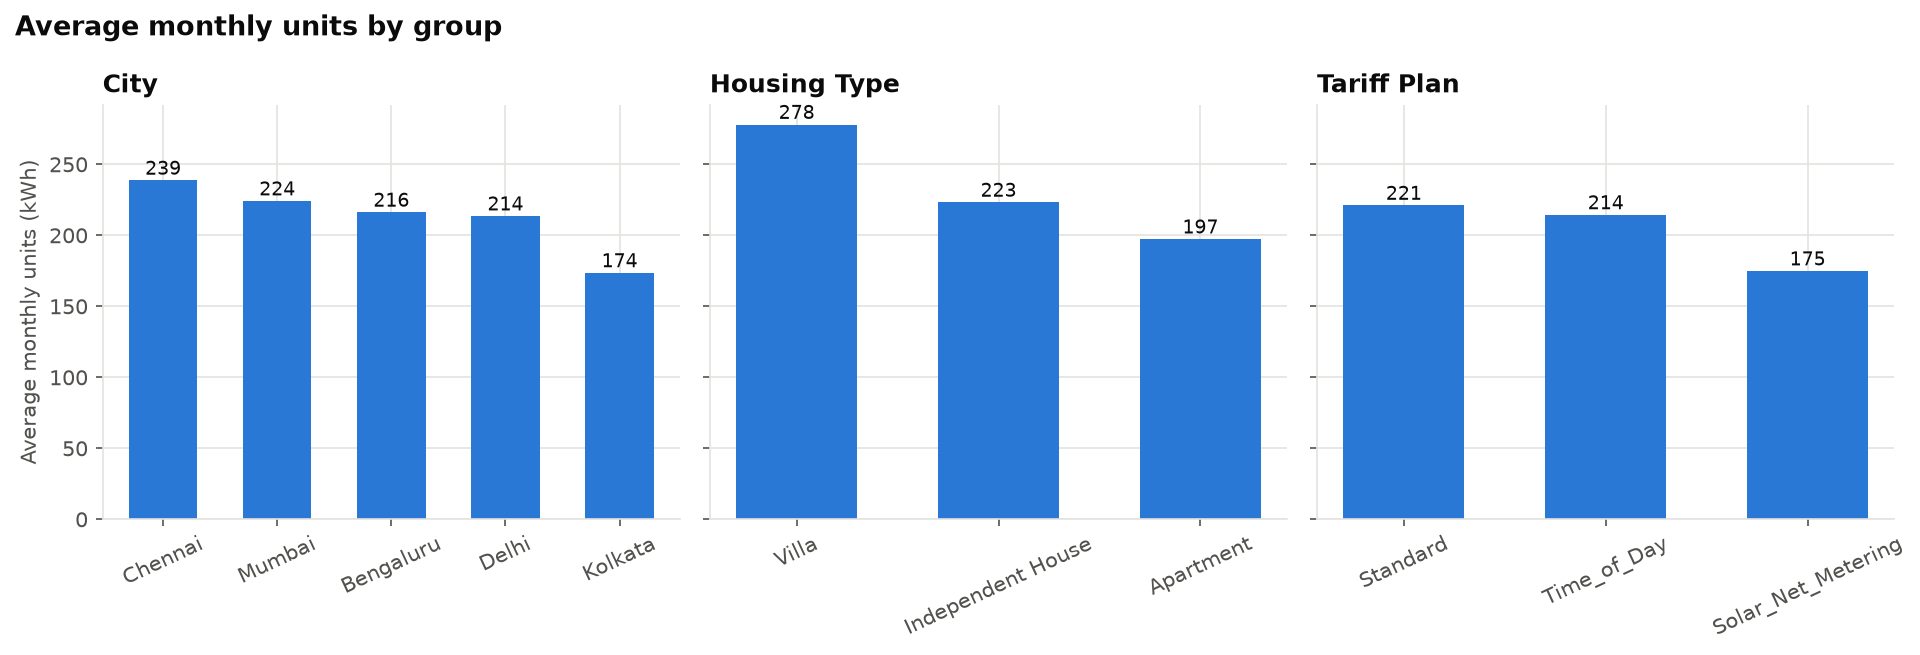 Average monthly units by group
City
Average monthly units (kWh)
250
200
150
100
50
0
239
224
216
214
174
Chennai
Mumbai
Bengaluru
Delhi
Kolkata
Housing Type
278
223
197
Villa
Independent House
Apartment
Tariff Plan
221
214
175
Standard
Time_of_Day
Solar_Net_Metering